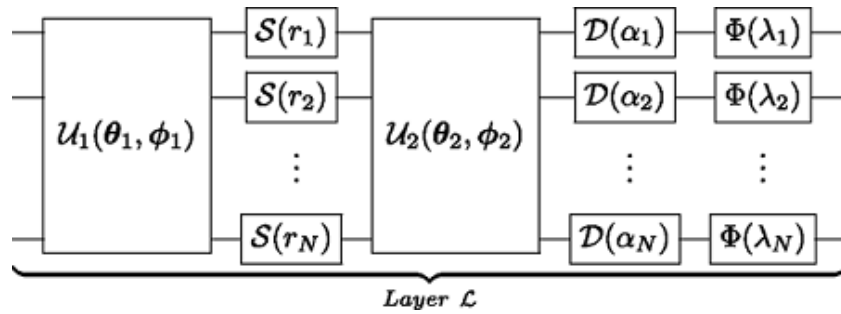 𝒮(r₁) 𝒟(α₁) Φ(λ₁)
𝒮(r₂) 𝒟(α₂) Φ(λ₂)
𝒰₁(𝜽₁, 𝝓₁) 𝒰₂(𝜽₂, 𝝓₂)
⋮ ⋮ ⋮
𝒮(r_N) 𝒟(α_N) Φ(λ_N)
Layer ℒ